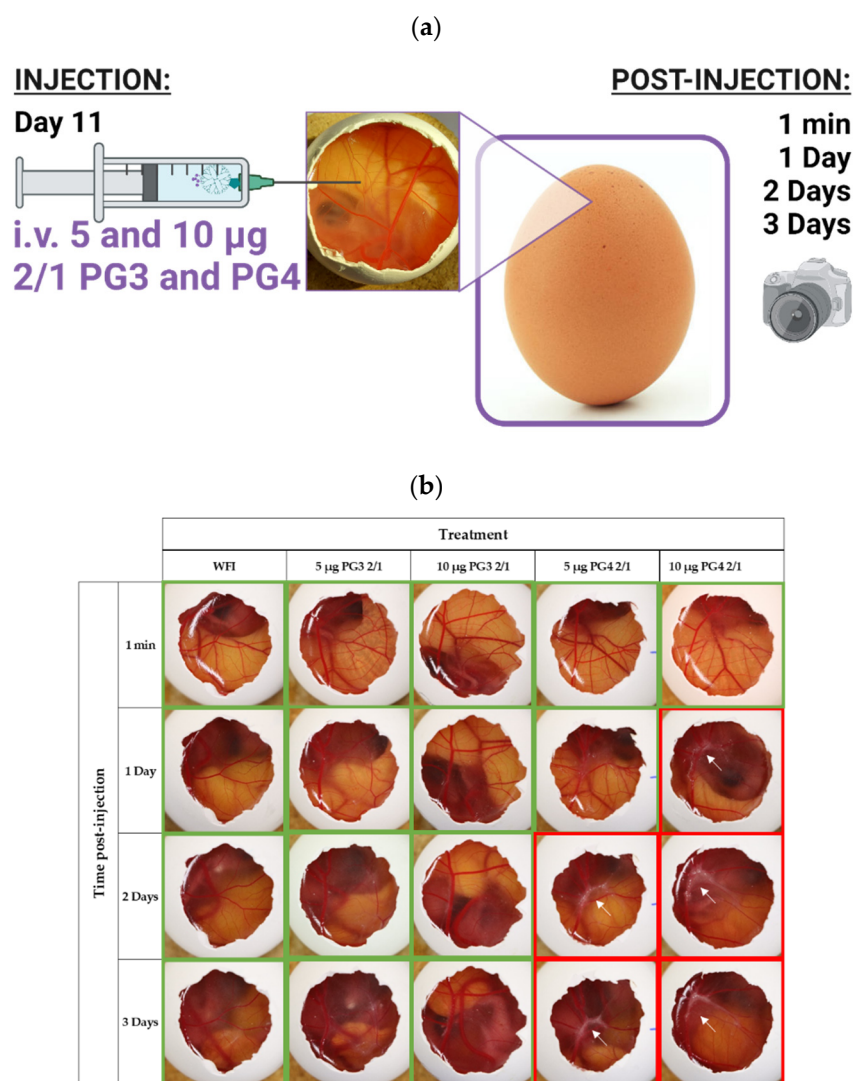 (a)
INJECTION:
POST-INJECTION:
Day 11
1 min
1 Day
2 Days
3 Days
i.v. 5 and 10 µg
2/1 PG3 and PG4
(b)
Treatment
WFI
5 µg PG3 2/1
10 µg PG3 2/1
5 µg PG4 2/1
10 µg PG4 2/1
Time post-injection
1 min
1 Day
2 Days
3 Days